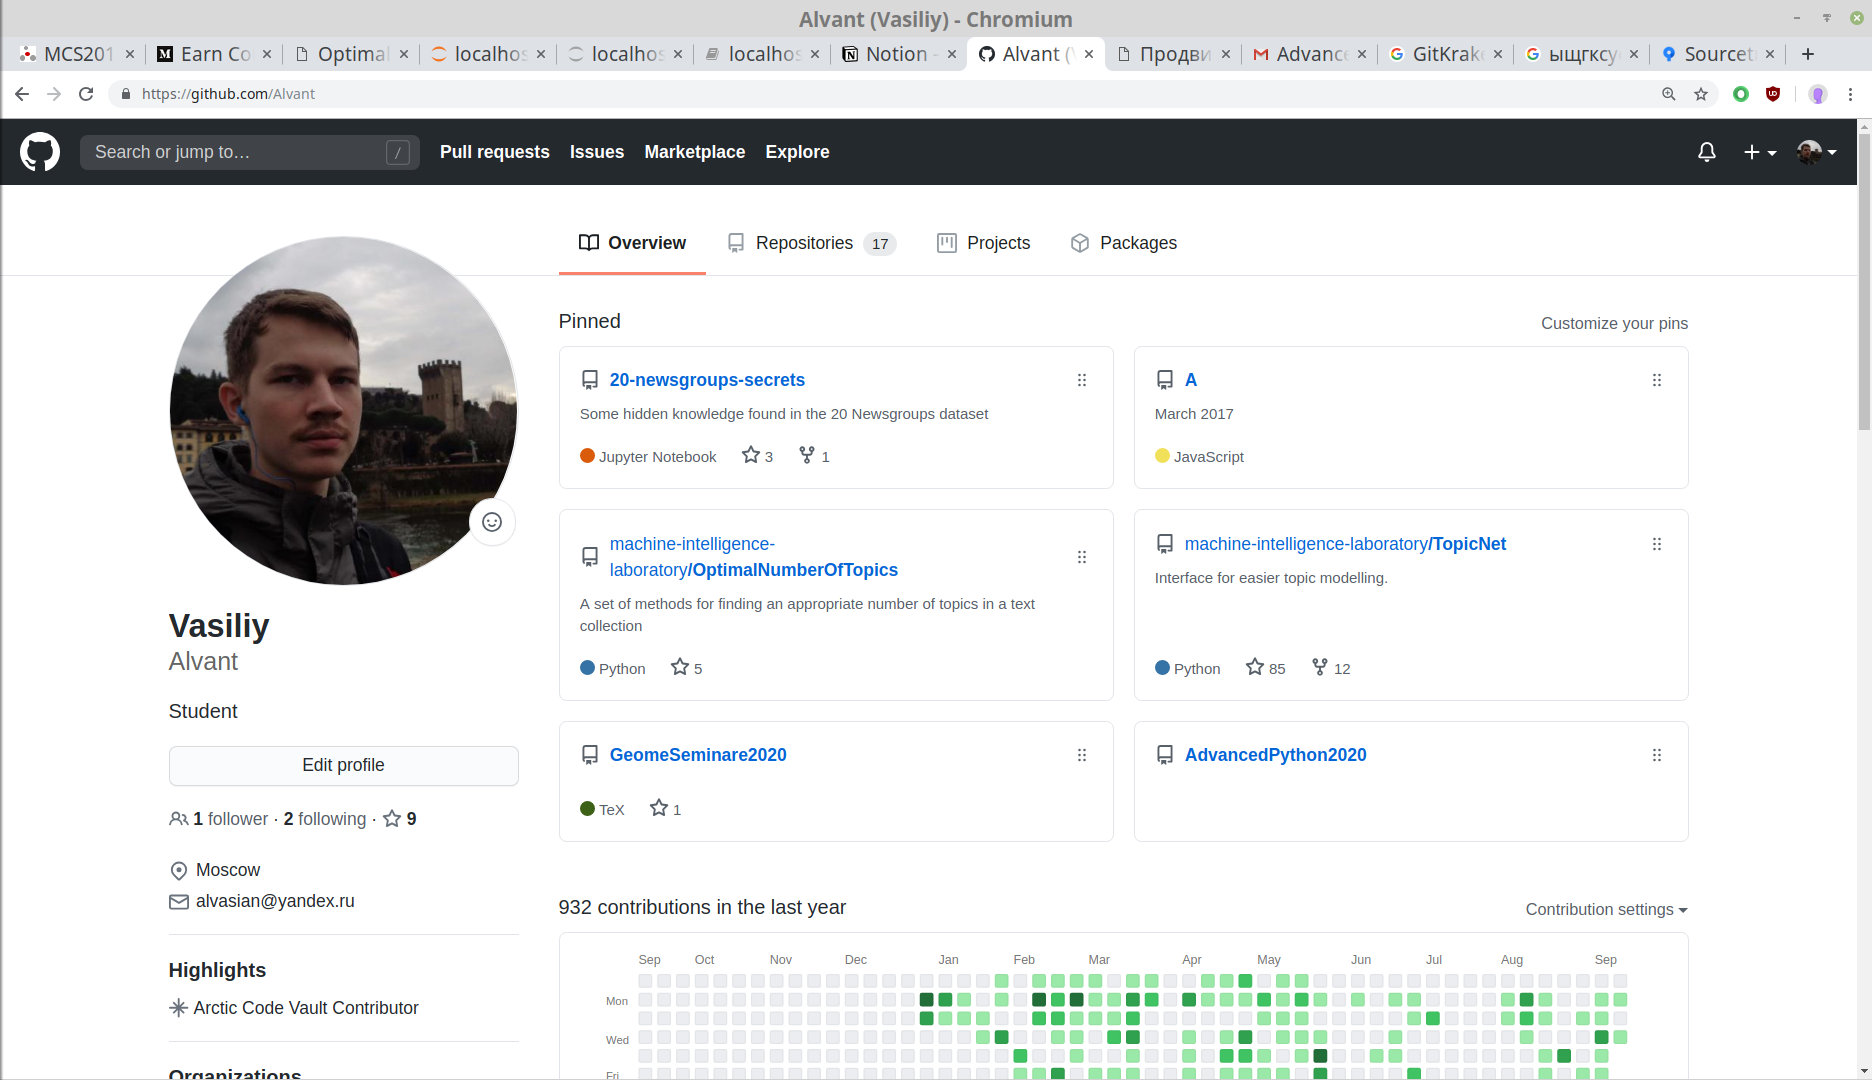 Alvant (Vasiliy) - Chromium
MCS201
Earn Co
Optimal
localhos
localhos
localhos
Notion -
Alvant (
Продви
Advance
GitKrake
ыщгксу
Sourcet
https://github.com/Alvant
Search or jump to… /
Pull requests Issues Marketplace Explore
Overview Repositories 17 Projects Packages
Pinned
Customize your pins
20-newsgroups-secrets
Some hidden knowledge found in the 20 Newsgroups dataset
Jupyter Notebook 3 1
A
March 2017
JavaScript
machine-intelligence-
laboratory/OptimalNumberOfTopics
A set of methods for finding an appropriate number of topics in a text
collection
Python 5
machine-intelligence-laboratory/TopicNet
Interface for easier topic modelling.
Python 85 12
GeomeSeminare2020
TeX 1
AdvancedPython2020
Vasiliy
Alvant
Student
Edit profile
1 follower · 2 following · 9
Moscow
alvasian@yandex.ru
Highlights
Arctic Code Vault Contributor
Organizations
932 contributions in the last year
Contribution settings
Sep Oct Nov Dec Jan Feb Mar Apr May Jun Jul Aug Sep
Mon
Wed
Fri